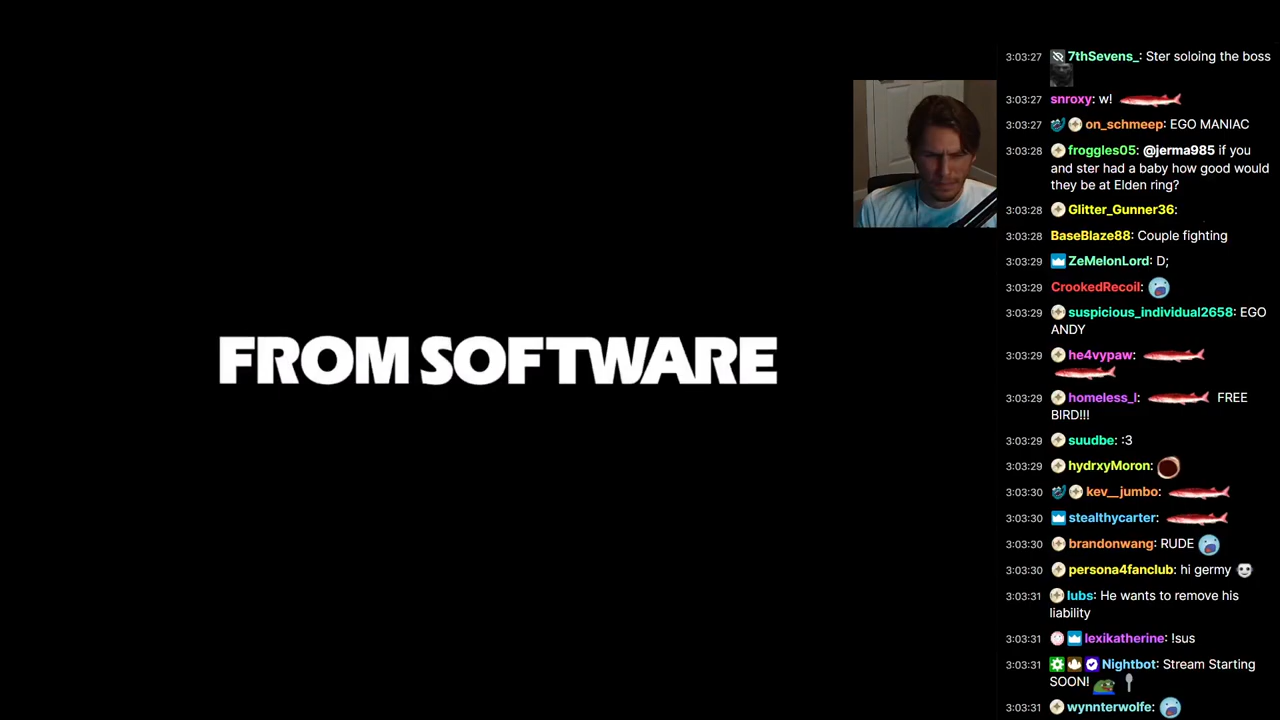 FROM SOFTWARE
3:03:27 7thSevens_: Ster soloing the boss
3:03:27 snroxy: w!
3:03:27 on_schmeep: EGO MANIAC
3:03:28 froggles05: @jerma985 if you
and ster had a baby how good would
they be at Elden ring?
3:03:28 Glitter_Gunner36:
3:03:28 BaseBlaze88: Couple fighting
3:03:29 ZeMelonLord: D;
3:03:29 CrookedRecoil:
3:03:29 suspicious_individual2658: EGO
ANDY
3:03:29 he4vypaw:
3:03:29 homeless_l: FREE
BIRD!!!
3:03:29 suudbe: :3
3:03:29 hydrxyMoron:
3:03:30 kev__jumbo:
3:03:30 stealthycarter:
3:03:30 brandonwang: RUDE
3:03:30 persona4fanclub: hi germy
3:03:31 lubs: He wants to remove his
liability
3:03:31 lexikatherine: !sus
3:03:31 Nightbot: Stream Starting
SOON!
3:03:31 wynnterwolfe: